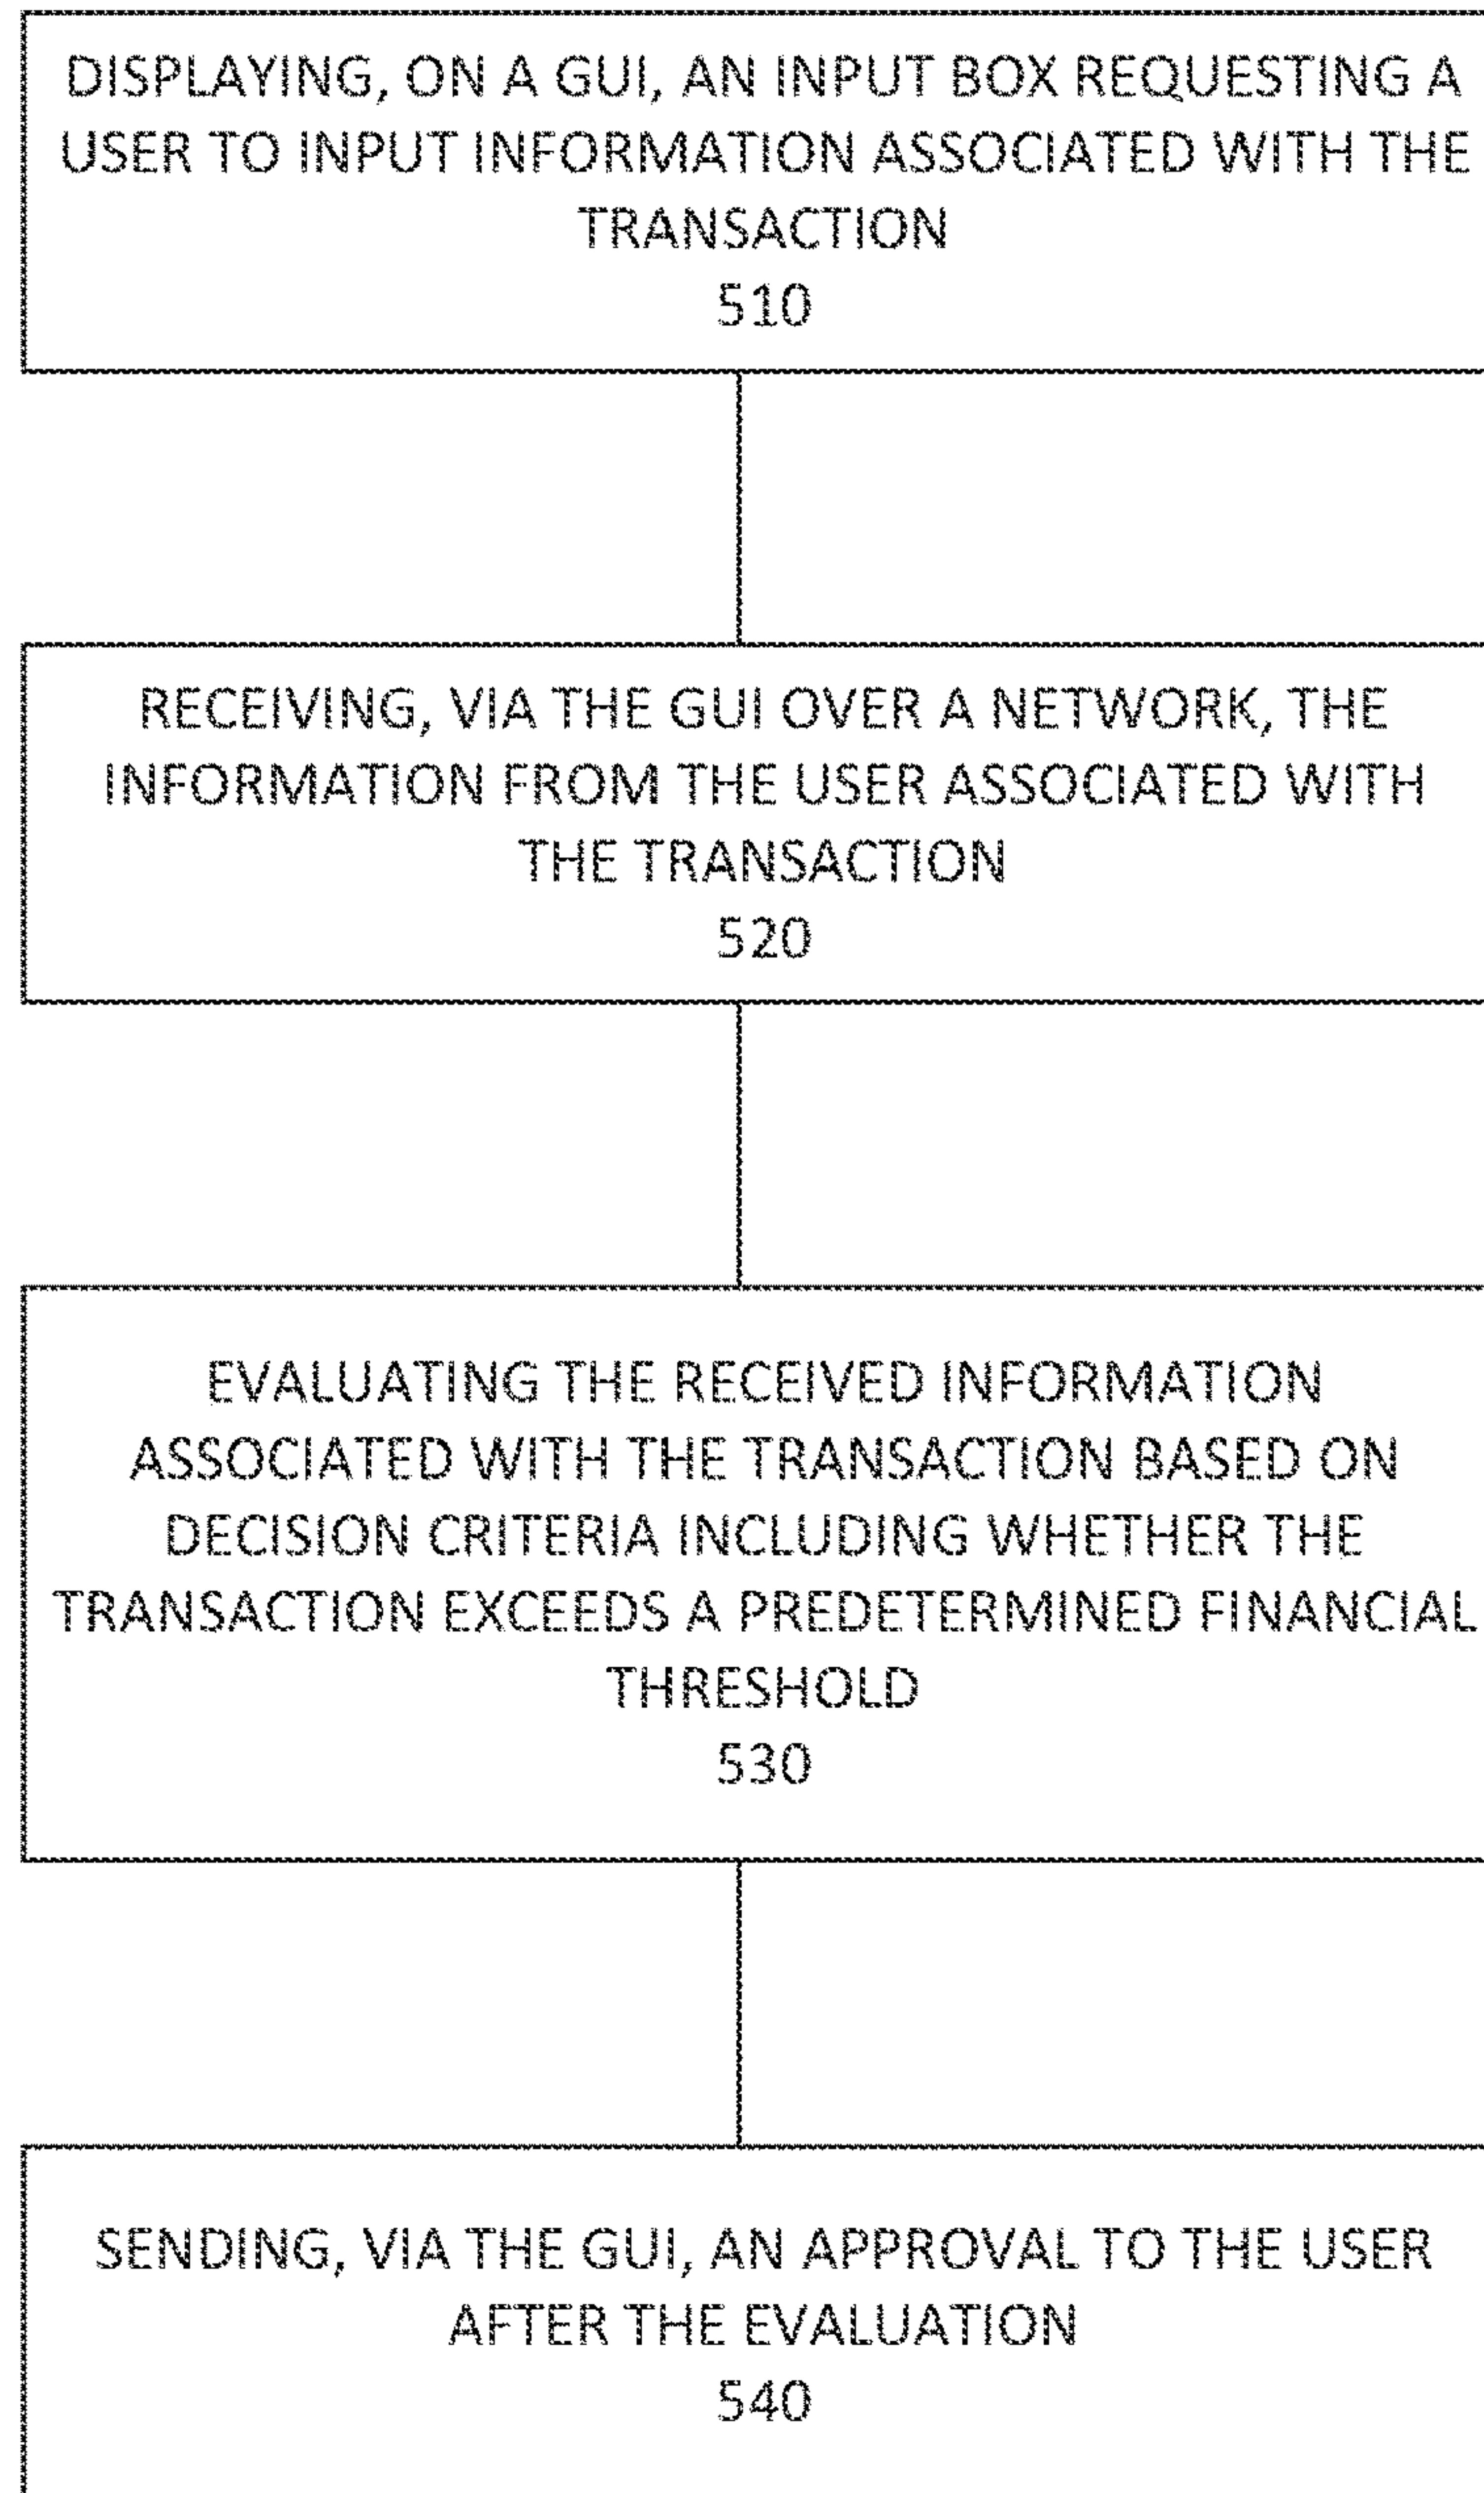 DISPLAYING, ON A GUI, AN INPUT BOX REQUESTING A
USER TO INPUT INFORMATION ASSOCIATED WITH THE
TRANSACTION
510
RECEIVING, VIA THE GUI OVER A NETWORK, THE
INFORMATION FROM THE USER ASSOCIATED WITH
THE TRANSACTION
520
EVALUATING THE RECEIVED INFORMATION
ASSOCIATED WITH THE TRANSACTION BASED ON
DECISION CRITERIA INCLUDING WHETHER THE
TRANSACTION EXCEEDS A PREDETERMINED FINANCIAL
THRESHOLD
530
SENDING, VIA THE GUI, AN APPROVAL TO THE USER
AFTER THE EVALUATION
540